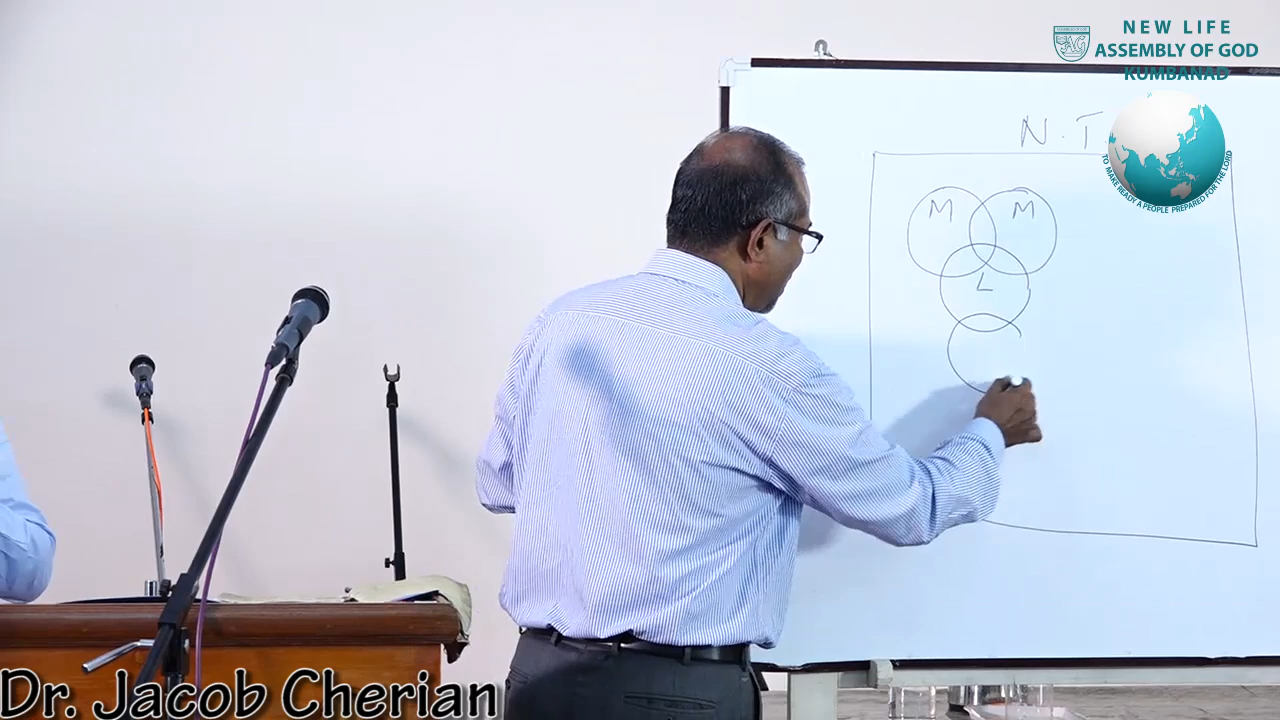 NEW LIFE
ASSEMBLY OF GOD
KUMBANAD
TO MAKE READY A PEOPLE PREPARED FOR THE LORD
N.T
M M
L
Dr. Jacob Cherian